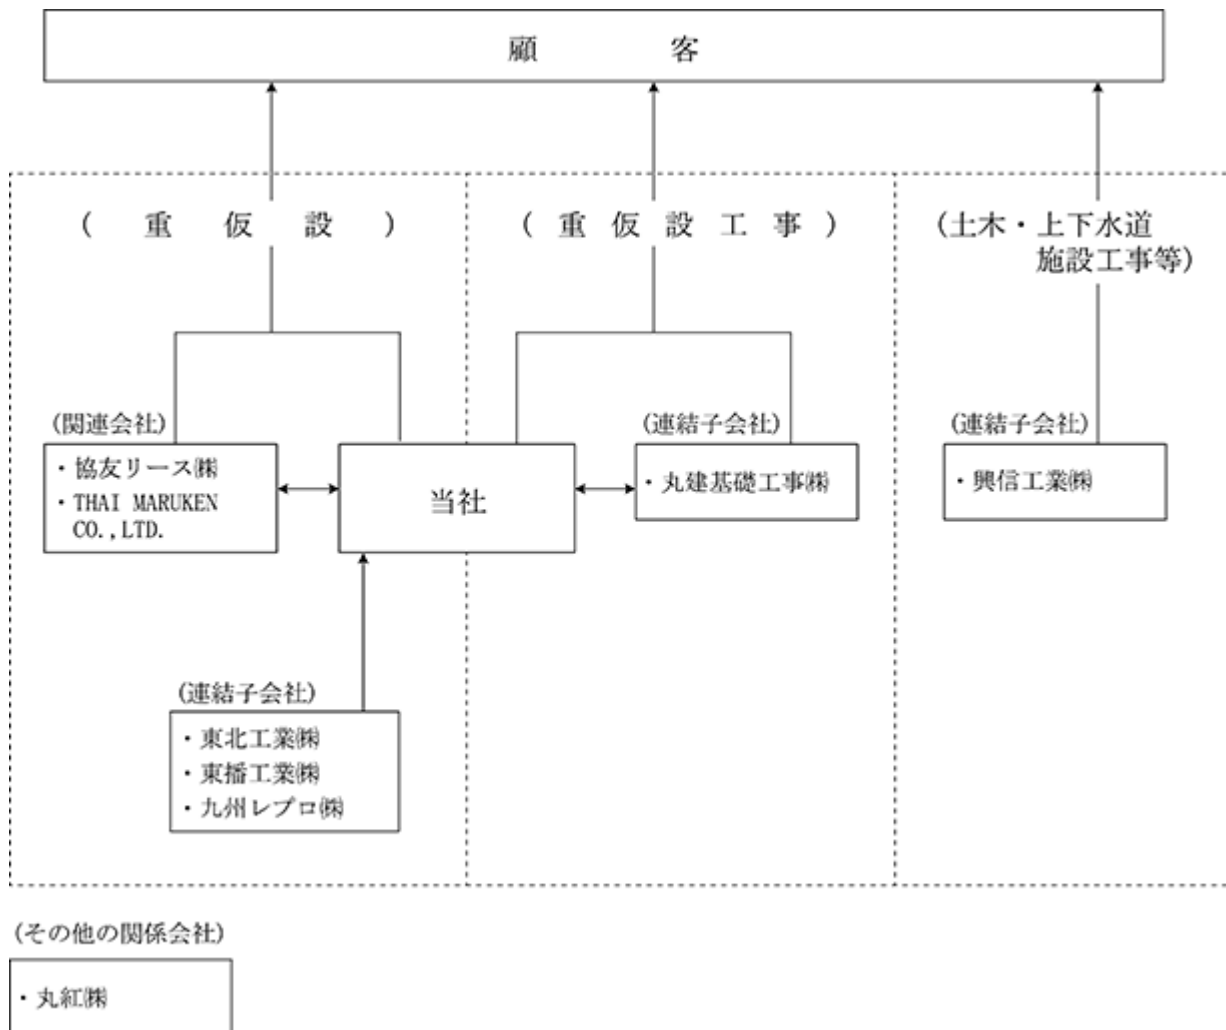 顧客
(重仮設)
(重仮設工事)
(土木・上下水道
施設工事等)
(関連会社)
・協友リース㈱
・THAI MARUKEN
CO.,LTD.
当社
(連結子会社)
・丸建基礎工事㈱
(連結子会社)
・興信工業㈱
(連結子会社)
・東北工業㈱
・東播工業㈱
・九州レプロ㈱
(その他の関係会社)
・丸紅㈱